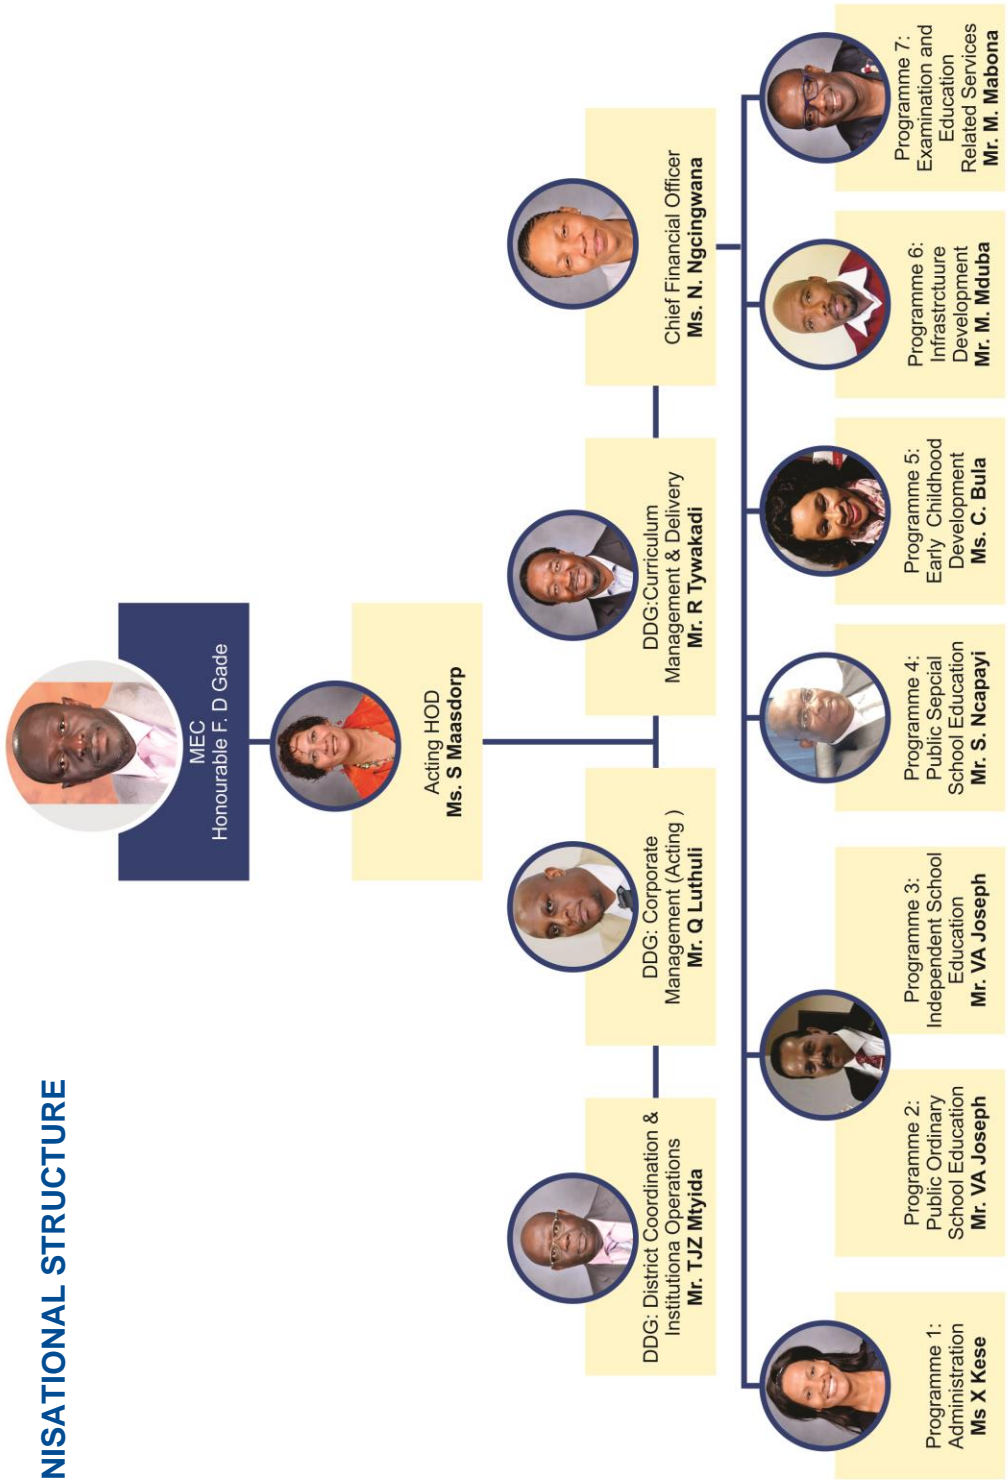 NISATIONAL STRUCTURE
MEC
Honourable F. D Gade
Acting HOD
Ms. S Maasdorp
DDG: District Coordination &
Institutiona Operations
Mr. TJZ Mtyida
DDG: Corporate
Management (Acting )
Mr. Q Luthuli
DDG:Curriculum
Management & Delivery
Mr. R Tywakadi
Chief Financial Officer
Ms. N. Ngcingwana
Programme 1:
Administration
Ms X Kese
Programme 2:
Public Ordinary
School Education
Mr. VA Joseph
Programme 3:
Independent School
Education
Mr. VA Joseph
Programme 4:
Public Sepcial
School Education
Mr. S. Ncapayi
Programme 5:
Early Childhood
Development
Ms. C. Bula
Programme 6:
Infrastrctuure
Development
Mr. M. Mduba
Programme 7:
Examination and
Education
Related Services
Mr. M. Mabona